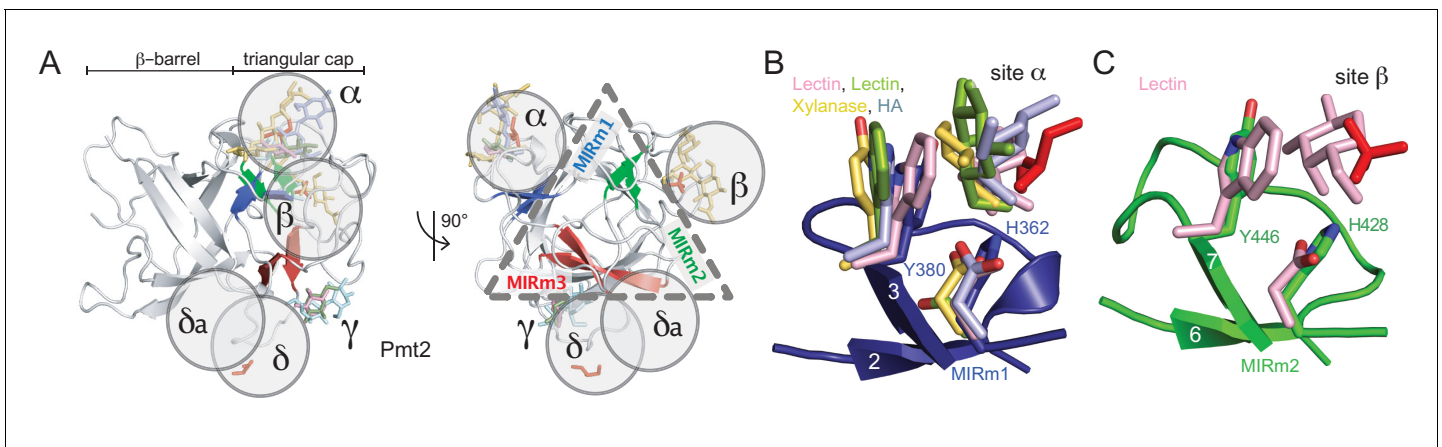 A
β–barrel
triangular cap
α
β
δa
δ
γ
Pmt2
90°
α
MIRm1
β
MIRm2
MIRm3
γ
δ
δa
B
Lectin, Lectin,
Xylanase, HA
site α
H362
Y380
3
2
MIRm1
C
Lectin
site β
Y446
H428
7
6
MIRm2